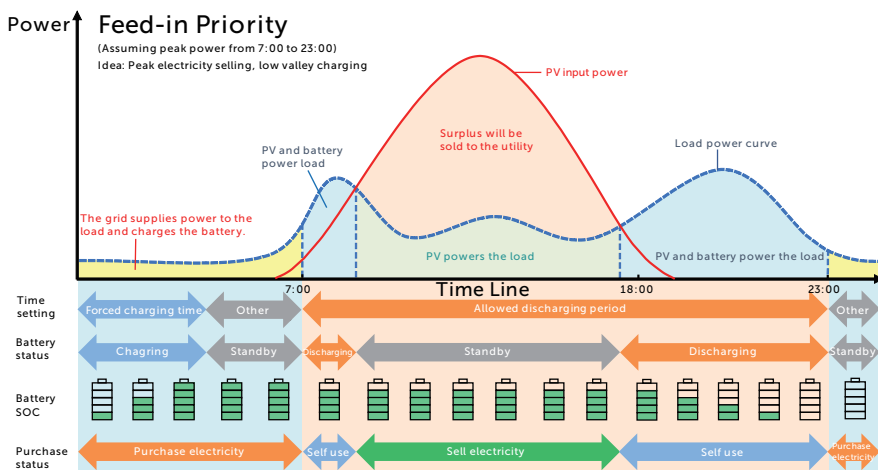 Power
Feed-in Priority
(Assuming peak power from 7:00 to 23:00)
Idea: Peak electricity selling, low valley charging
PV input power
Surplus will be
sold to the utility
PV and battery
power load
Load power curve
The grid supplies power to the
load and charges the battery.
PV powers the load
PV and battery power the load
7:00
Time Line
18:00
23:00
Time
setting
Forced charging time
Other
Allowed discharging period
Other
Battery
status
Chagring
Standby
Discharging
Standby
Discharging
Standby
Battery
SOC
Purchase
status
Purchase electricity
Self use
Sell electricity
Self use
Purchase
electricity